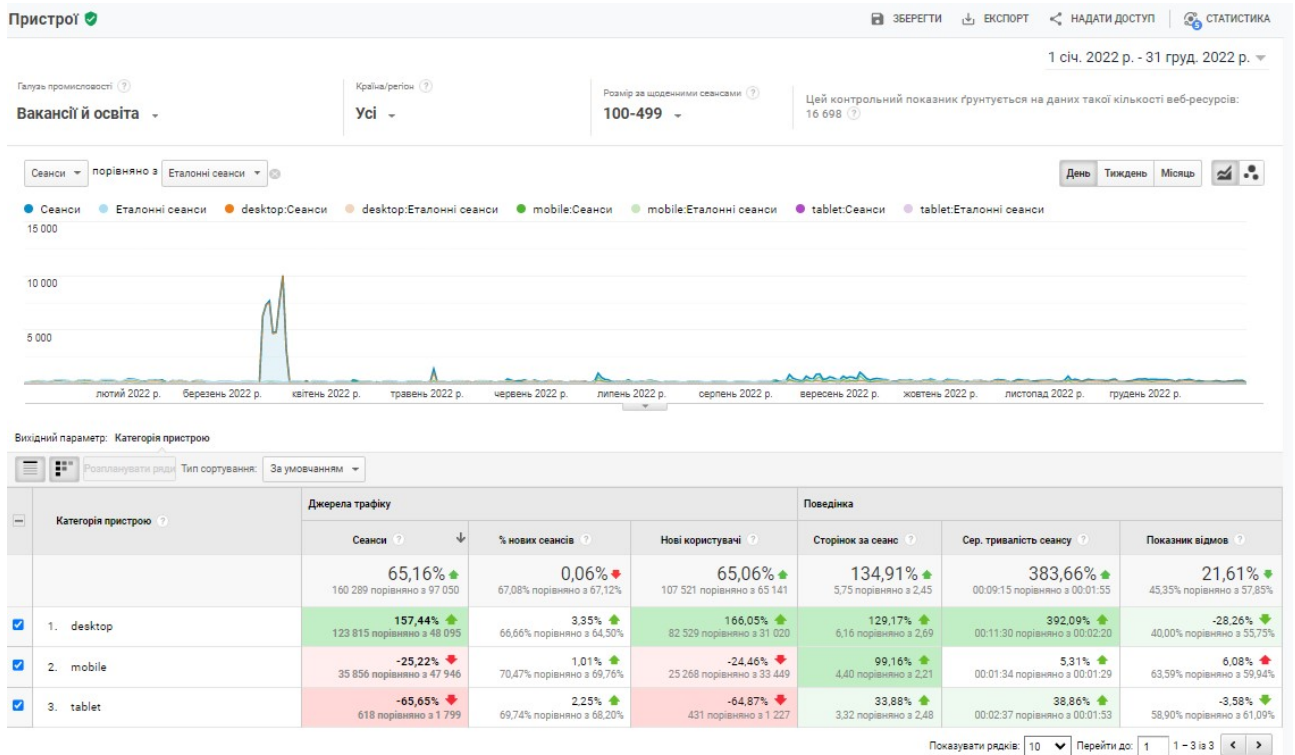 Пристрої
ЗБЕРЕГТИ ЕКСПОРТ НАДАТИ ДОСТУП 5 СТАТИСТИКА
1 січ. 2022 р. - 31 груд. 2022 р.
Галузь промисловості ?
Вакансії й освіта
Країна/регіон ?
Усі
Розмір за щоденними сеансами ?
100-499
Цей контрольний показник ґрунтується на даних такої кількості веб-ресурсів:
16 698 ?
Сеанси порівняно з Еталонні сеанси День Тиждень Місяць
Сеанси Еталонні сеанси desktop:Сеанси desktop:Еталонні сеанси mobile:Сеанси mobile:Еталонні сеанси tablet:Сеанси tablet:Еталонні сеанси
15 000
10 000
5 000
лютий 2022 р. березень 2022 р. квітень 2022 р. травень 2022 р. червень 2022 р. липень 2022 р. серпень 2022 р. вересень 2022 р. жовтень 2022 р. листопад 2022 р. грудень 2022 р.
Вихідний параметр: Категорія пристрою
Розпланувати ряди Тип сортування: За умовчанням
Категорія пристрою ? Джерела трафіку Поведінка
Сеанси ? % нових сеансів ? Нові користувачі ? Сторінок за сеанс ? Сер. тривалість сеансу ? Показник відмов ?
65,16% 0,06% 65,06% 134,91% 383,66% 21,61%
160 289 порівняно з 97 050 67,08% порівняно з 67,12% 107 521 порівняно з 65 141 5,75 порівняно з 2,45 00:09:15 порівняно з 00:01:55 45,35% порівняно з 57,85%
1. desktop 157,44% 3,35% 166,05% 129,17% 392,09% -28,26%
123 815 порівняно з 48 095 66,66% порівняно з 64,50% 82 529 порівняно з 31 020 6,16 порівняно з 2,69 00:11:30 порівняно з 00:02:20 40,00% порівняно з 55,75%
2. mobile -25,22% 1,01% -24,46% 99,16% 5,31% 6,08%
35 856 порівняно з 47 946 70,47% порівняно з 69,76% 25 268 порівняно з 33 449 4,40 порівняно з 2,21 00:01:34 порівняно з 00:01:29 63,59% порівняно з 59,94%
3. tablet -65,65% 2,25% -64,87% 33,88% 38,86% -3,58%
618 порівняно з 1 799 69,74% порівняно з 68,20% 431 порівняно з 1 227 3,32 порівняно з 2,48 00:02:37 порівняно з 00:01:53 58,90% порівняно з 61,09%
Показувати рядків: 10 Перейти до: 1 1 – 3 із 3